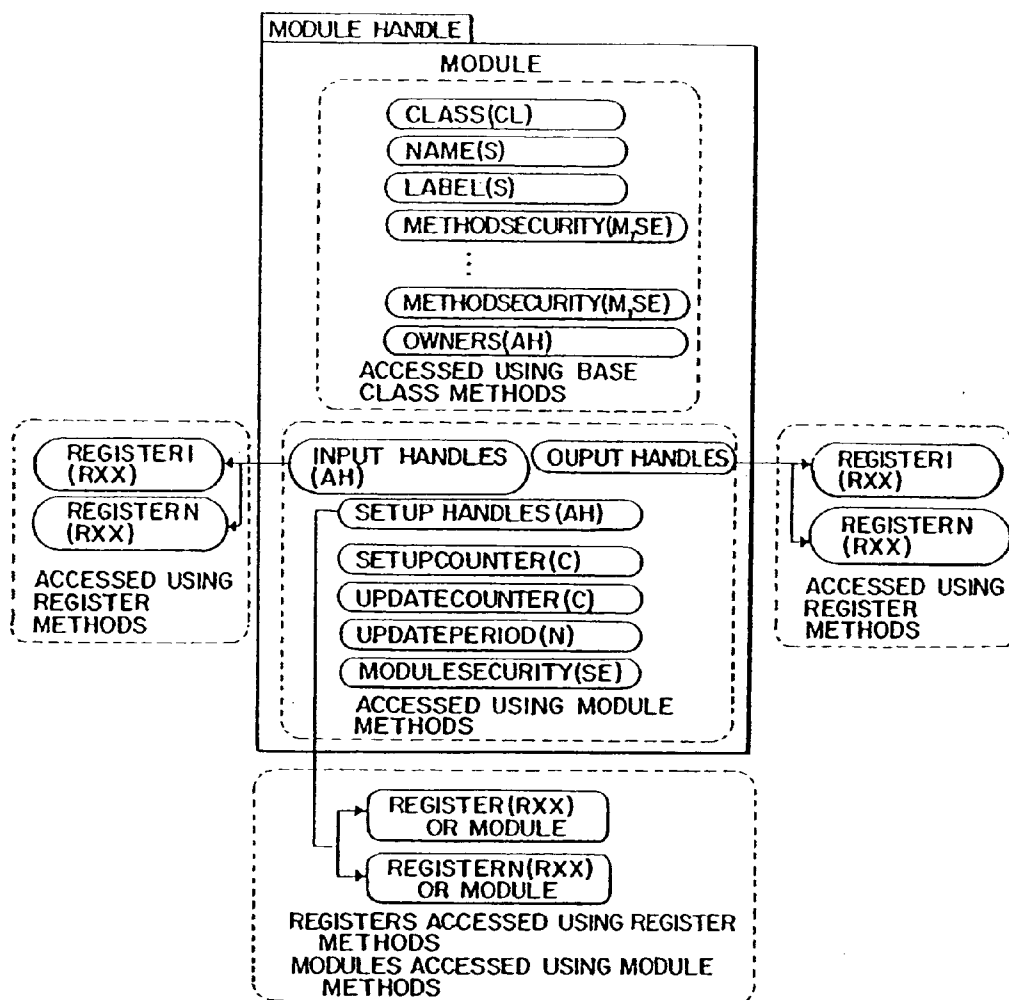 MODULE HANDLE
MODULE
CLASS(CL)
NAME(S)
LABEL(S)
METHODSECURITY(M,SE)
⋮
METHODSECURITY(M,SE)
OWNERS(AH)
ACCESSED USING BASE
CLASS METHODS
REGISTER1
(RXX)
REGISTERN
(RXX)
ACCESSED USING
REGISTER
METHODS
INPUT HANDLES
(AH)
OUPUT HANDLES
SETUP HANDLES(AH)
SETUPCOUNTER(C)
UPDATECOUNTER(C)
UPDATEPERIOD(N)
MODULESECURITY(SE)
ACCESSED USING MODULE
METHODS
REGISTER1
(RXX)
REGISTERN
(RXX)
ACCESSED USING
REGISTER
METHODS
REGISTER(RXX)
OR MODULE
REGISTERN(RXX)
OR MODULE
REGISTERS ACCESSED USING REGISTER
METHODS
MODULES ACCESSED USING MODULE
METHODS